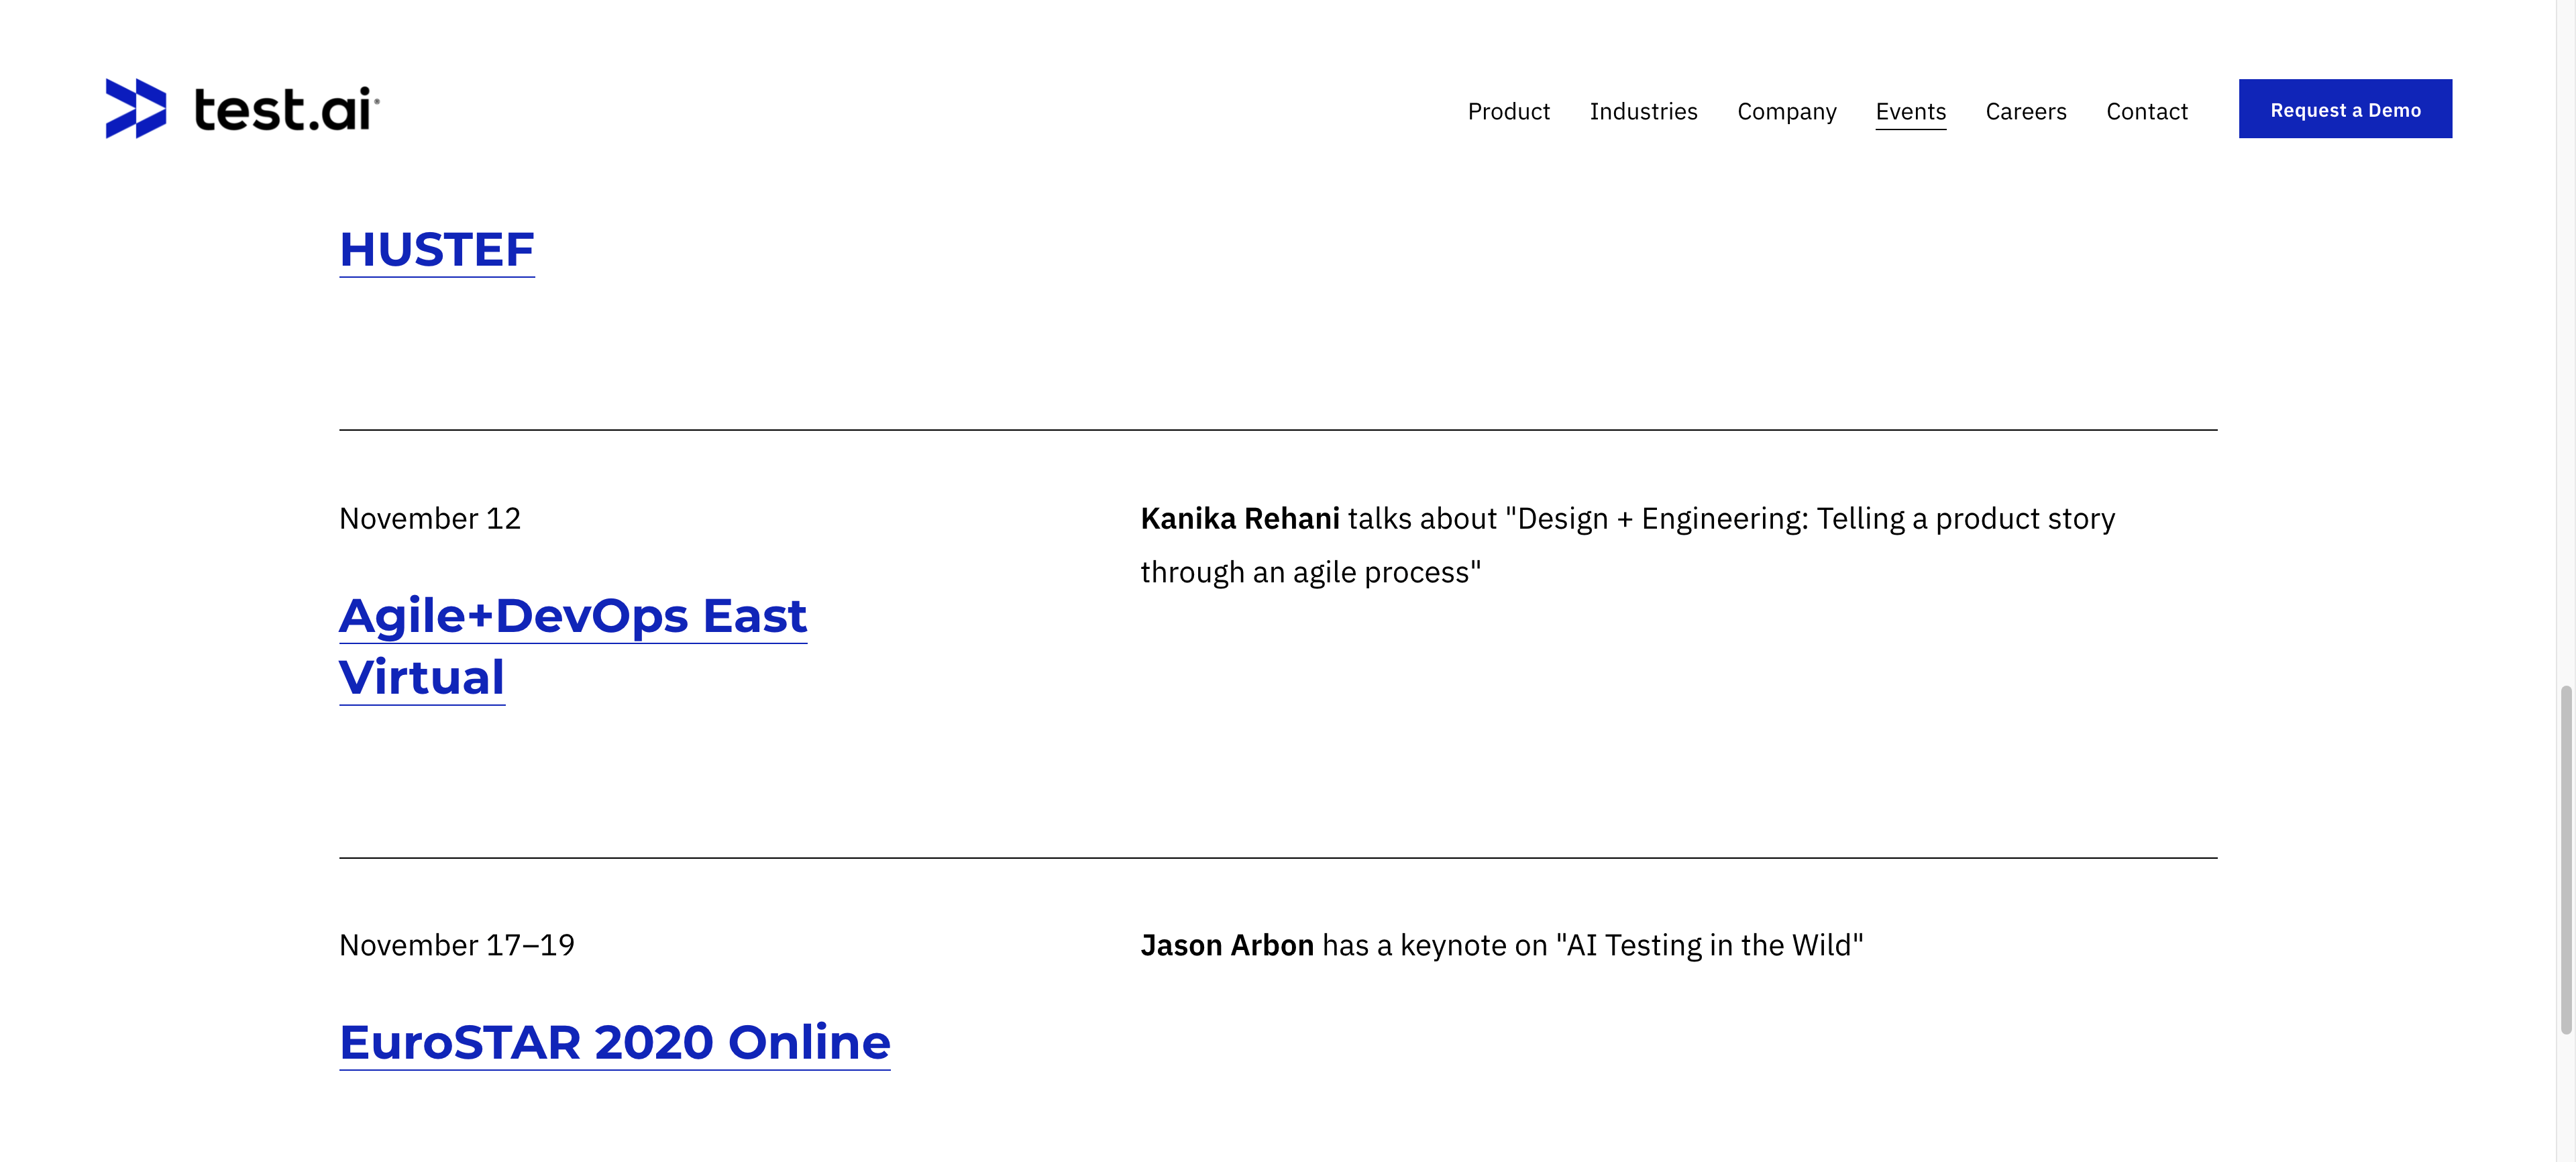 test.ai
Product Industries Company Events Careers Contact Request a Demo
HUSTEF
November 12
Kanika Rehani talks about "Design + Engineering: Telling a product story
through an agile process"
Agile+DevOps East
Virtual
November 17–19
Jason Arbon has a keynote on "AI Testing in the Wild"
EuroSTAR 2020 Online